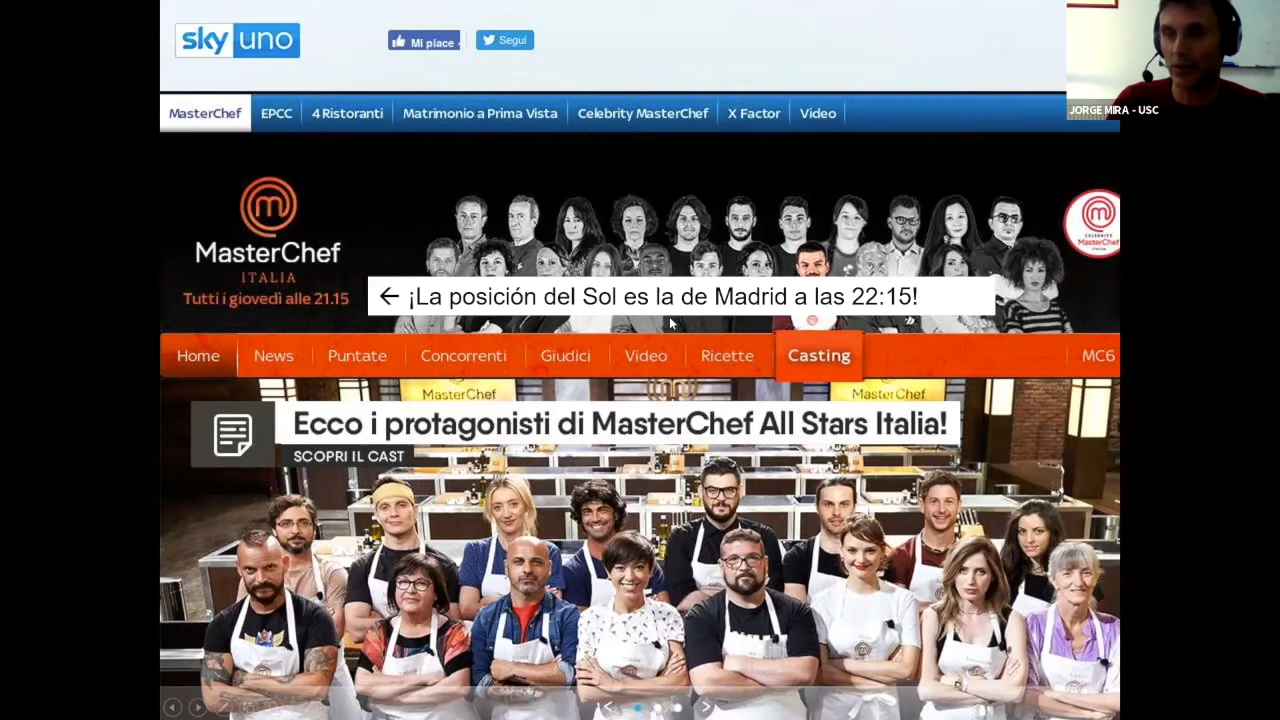 sky uno
Mi piace
Segui
JORGE MIRA - USC
MasterChef EPCC 4 Ristoranti Matrimonio a Prima Vista Celebrity MasterChef X Factor Video
MasterChef
ITALIA
Tutti i giovedì alle 21.15
CELEBRITY
MasterChef
ITALIA
← ¡La posición del Sol es la de Madrid a las 22:15!
Home News Puntate Concorrenti Giudici Video Ricette Casting MC6
MasterChef
MasterChef
Ecco i protagonisti di MasterChef All Stars Italia!
SCOPRI IL CAST